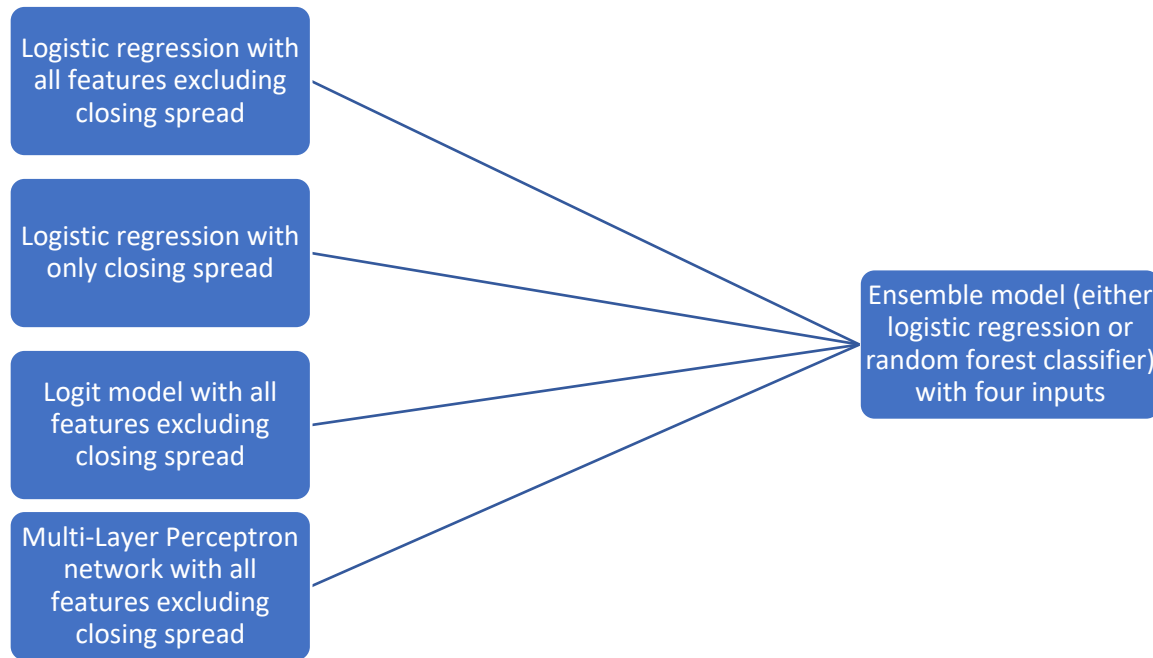 Logistic regression with
all features excluding
closing spread
Logistic regression with
only closing spread
Logit model with all
features excluding
closing spread
Multi-Layer Perceptron
network with all
features excluding
closing spread
Ensemble model (either
logistic regression or
random forest classifier)
with four inputs